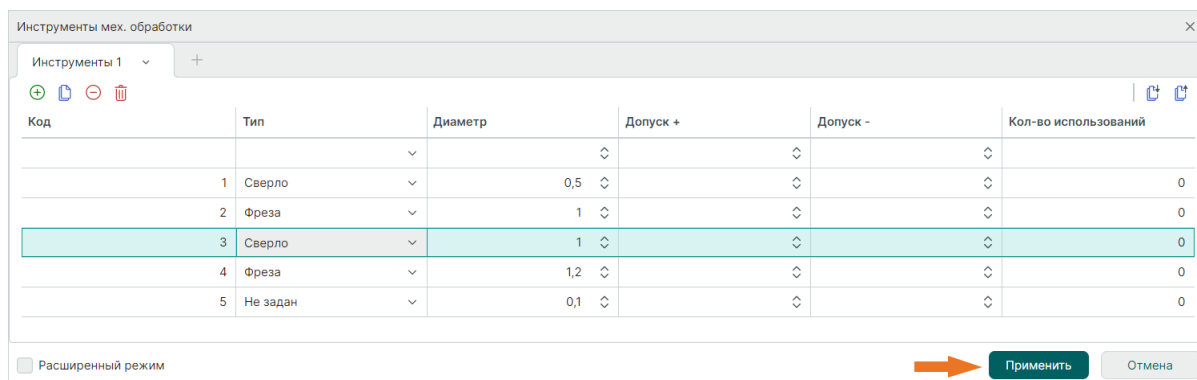 Инструменты мех. обработки
Инструменты 1
Код Тип Диаметр Допуск + Допуск - Кол-во использований
1 Сверло 0,5 0
2 Фреза 1 0
3 Сверло 1 0
4 Фреза 1,2 0
5 Не задан 0,1 0
Расширенный режим Применить Отмена